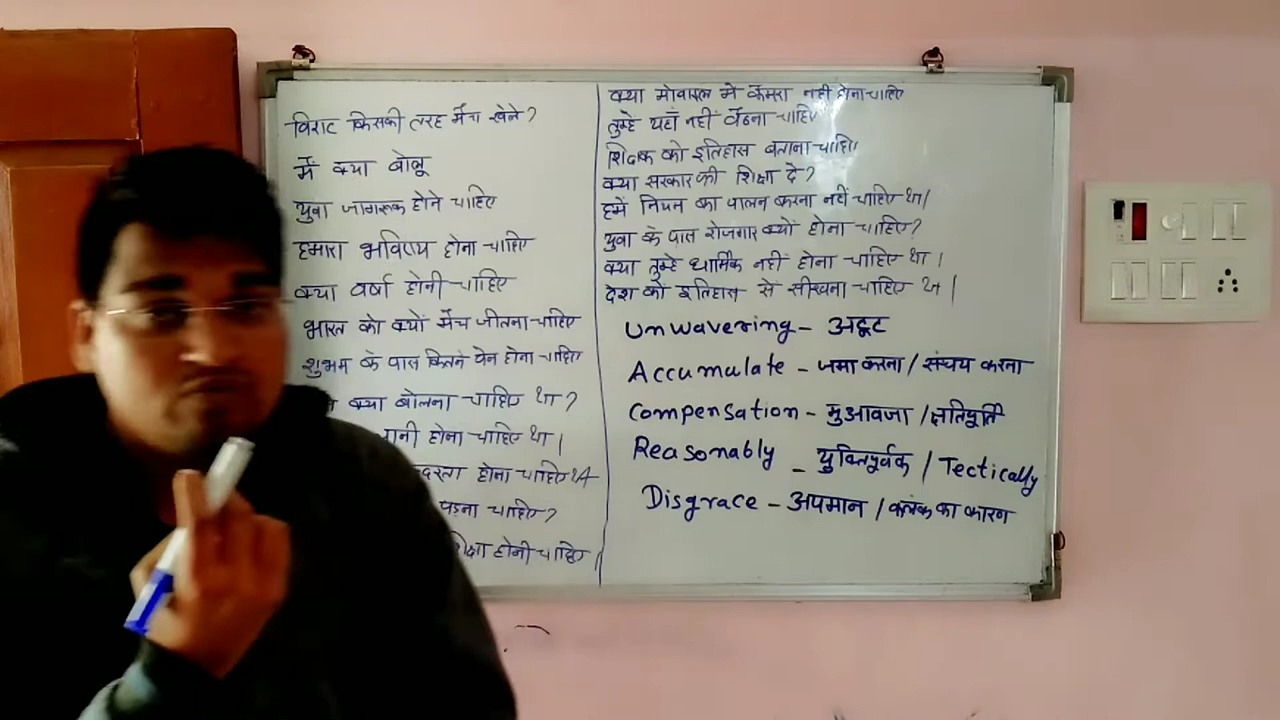 विराट किसकी तरह मैच खेले?
मैं क्या बोलू
युवा जागरूक होने चाहिए
हमारा भविष्य होना चाहिए
क्या वर्षा होनी चाहिए
भारत को क्यों मैच जीतना चाहिए
शुभम के पास कितने पेन होना चाहिए
क्या बोलना चाहिए था?
होना चाहिए था।
होना चाहिए था
पड़ना चाहिए?
होनी चाहिए।
क्या मोबाइल में कैमरा नहीं होना चाहिए
तुम्हे यहाँ नहीं बैठना चाहिए
शिक्षक को इतिहास बताना चाहिए
क्या सरकार की शिक्षा दे?
हमें नियम का पालन करना नहीं चाहिए था।
युवा के पास रोजगार क्यों होना चाहिए?
क्या तुम्हे धार्मिक नहीं होना चाहिए था।
देश को इतिहास से सीखना चाहिए था।
Unwavering - अटूट
Accumulate - जमा करना / संचय करना
Compensation - मुआवजा / क्षतिपूर्ति
Reasonably - युक्तिपूर्वक / Tectically
Disgrace - अपमान / कलंक का कारण